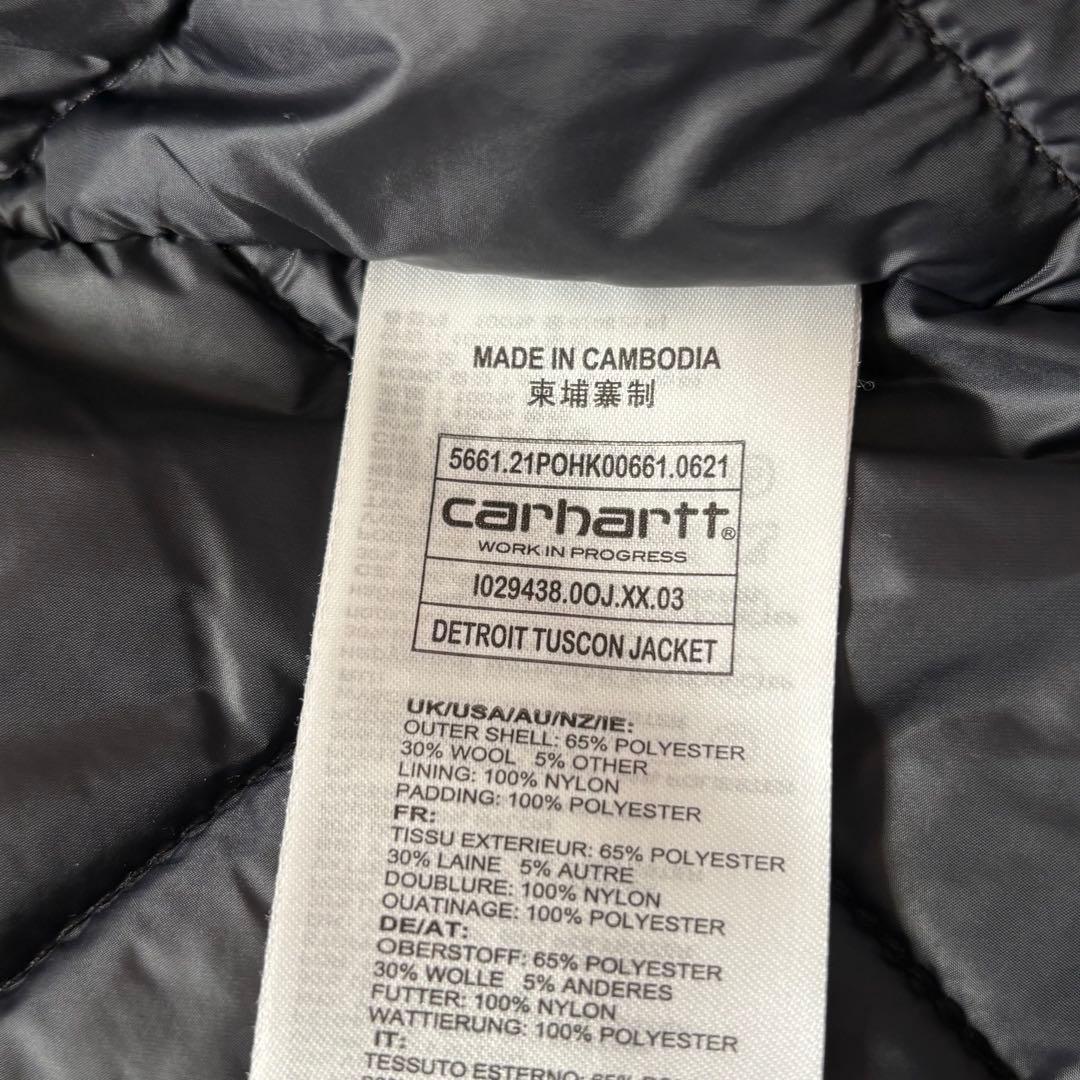 MADE IN CAMBODIA
柬埔寨制
5661.21POHK00661.0621
carhartt®
WORK IN PROGRESS
I029438.0OJ.XX.03
DETROIT TUSCON JACKET
UK/USA/AU/NZ/IE:
OUTER SHELL: 65% POLYESTER
30% WOOL 5% OTHER
LINING: 100% NYLON
PADDING: 100% POLYESTER
FR:
TISSU EXTERIEUR: 65% POLYESTER
30% LAINE 5% AUTRE
DOUBLURE: 100% NYLON
OUATINAGE: 100% POLYESTER
DE/AT:
OBERSTOFF: 65% POLYESTER
30% WOLLE 5% ANDERES
FUTTER: 100% NYLON
WATTIERUNG: 100% POLYESTER
IT:
TESSUTO ESTERNO: 65%